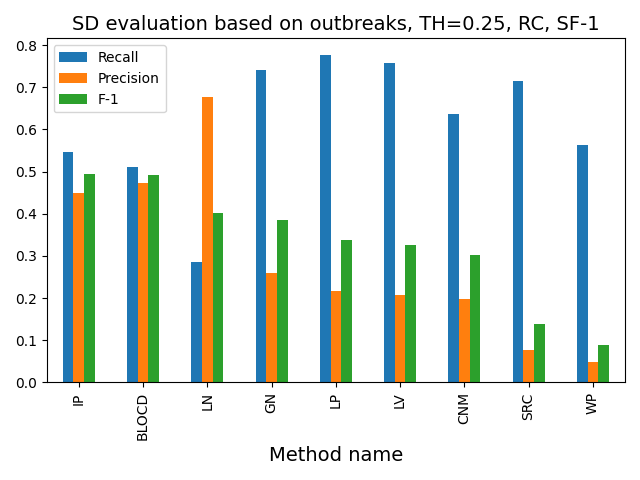 SD evaluation based on outbreaks, TH=0.25, RC, SF-1
Recall
Precision
F-1
0.8
0.7
0.6
0.5
0.4
0.3
0.2
0.1
0.0
IP
BLOCD
LN
GN
LP
LV
CNM
SRC
WP
Method name